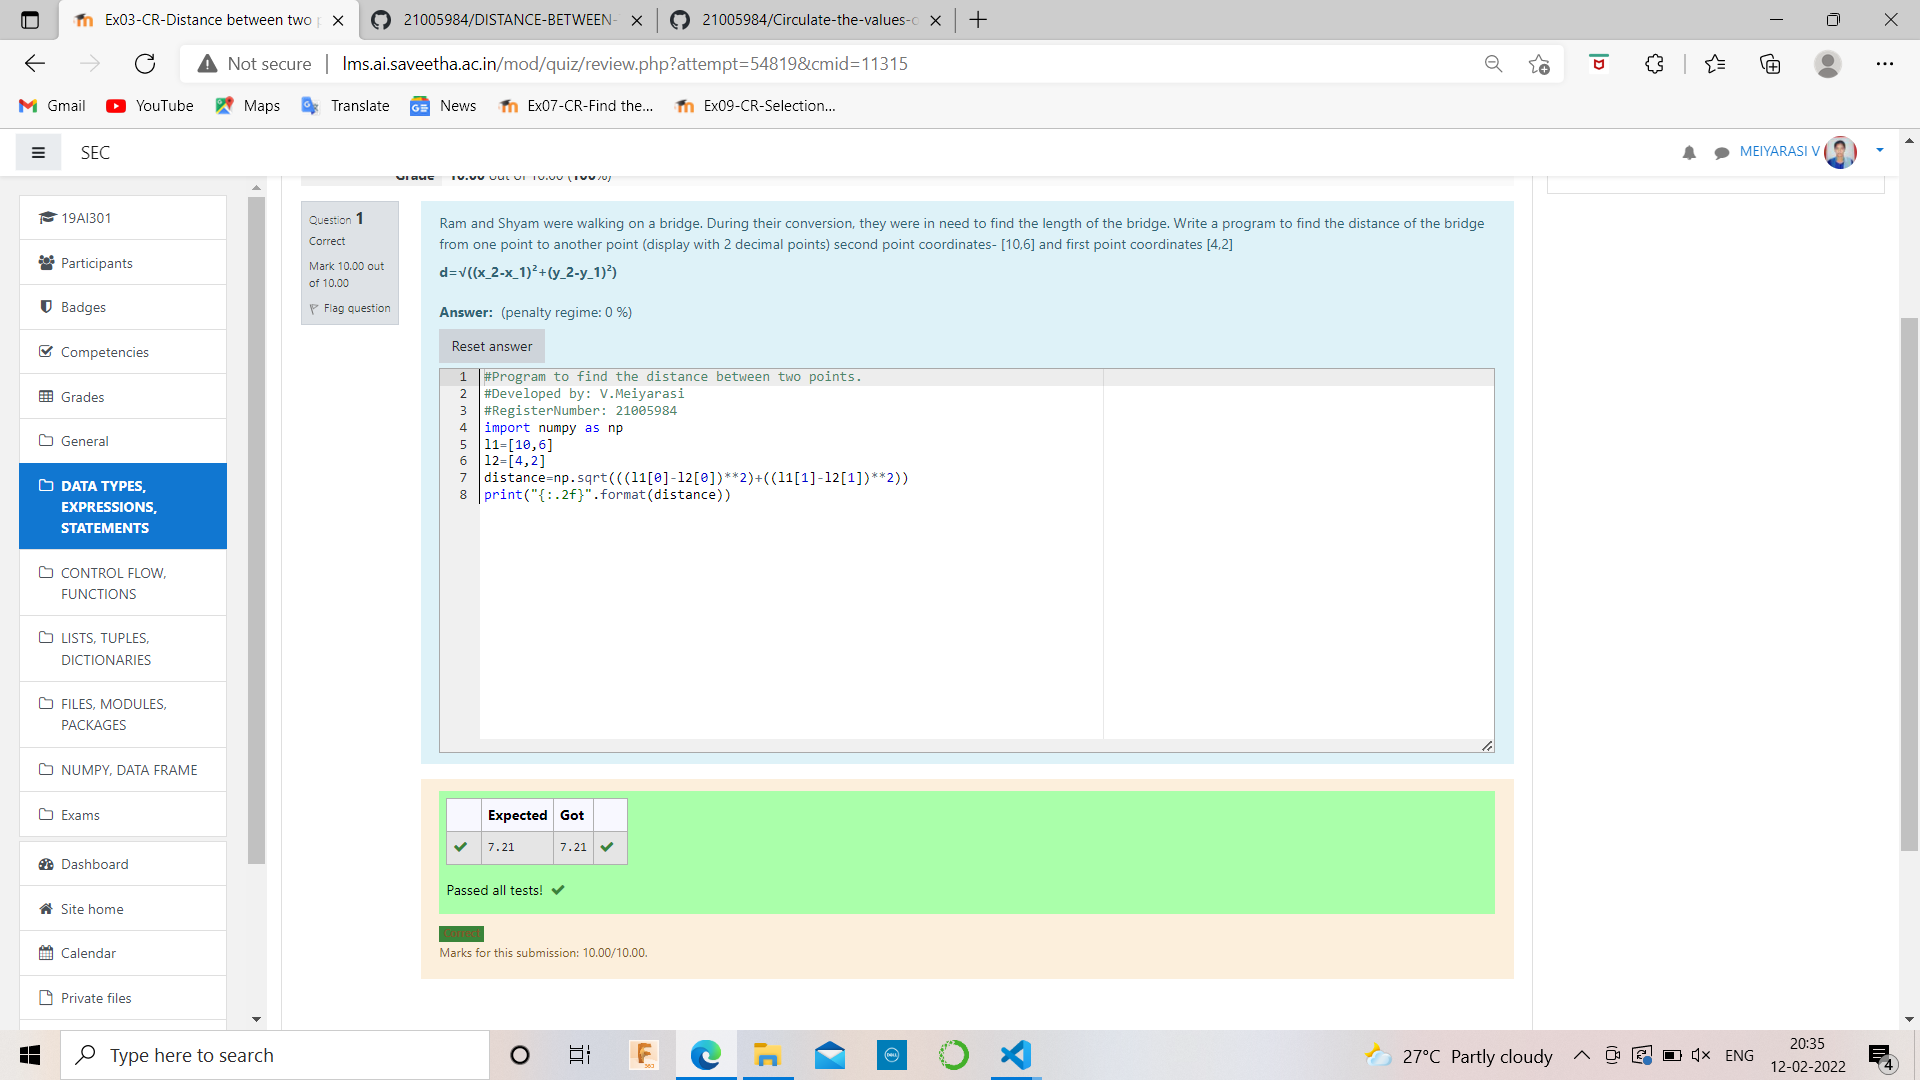 Ex03-CR-Distance between two
21005984/DISTANCE-BETWEEN-
21005984/Circulate-the-values-
Not secure
lms.ai.saveetha.ac.in/mod/quiz/review.php?attempt=54819&cmid=11315
Gmail
YouTube
Maps
Translate
News
Ex07-CR-Find the...
Ex09-CR-Selection...
SEC
MEIYARASI V
Grade 10.00 out of 10.00 (100%)
19AI301
Participants
Badges
Competencies
Grades
General
DATA TYPES,
EXPRESSIONS,
STATEMENTS
CONTROL FLOW,
FUNCTIONS
LISTS, TUPLES,
DICTIONARIES
FILES, MODULES,
PACKAGES
NUMPY, DATA FRAME
Exams
Dashboard
Site home
Calendar
Private files
Question 1
Correct
Mark 10.00 out
of 10.00
Flag question
Ram and Shyam were walking on a bridge. During their conversion, they were in need to find the length of the bridge. Write a program to find the distance of the bridge
from one point to another point (display with 2 decimal points) second point coordinates- [10,6] and first point coordinates [4,2]
d=√((x_2-x_1)²+(y_2-y_1)²)
Answer: (penalty regime: 0 %)
Reset answer
1 #Program to find the distance between two points.
2 #Developed by: V.Meiyarasi
3 #RegisterNumber: 21005984
4 import numpy as np
5 l1=[10,6]
6 l2=[4,2]
7 distance=np.sqrt(((l1[0]-l2[0])**2)+((l1[1]-l2[1])**2))
8 print("{:.2f}".format(distance))
Expected Got
7.21 7.21
Passed all tests!
Correct
Marks for this submission: 10.00/10.00.
Type here to search
27°C Partly cloudy
ENG
20:35
12-02-2022
4